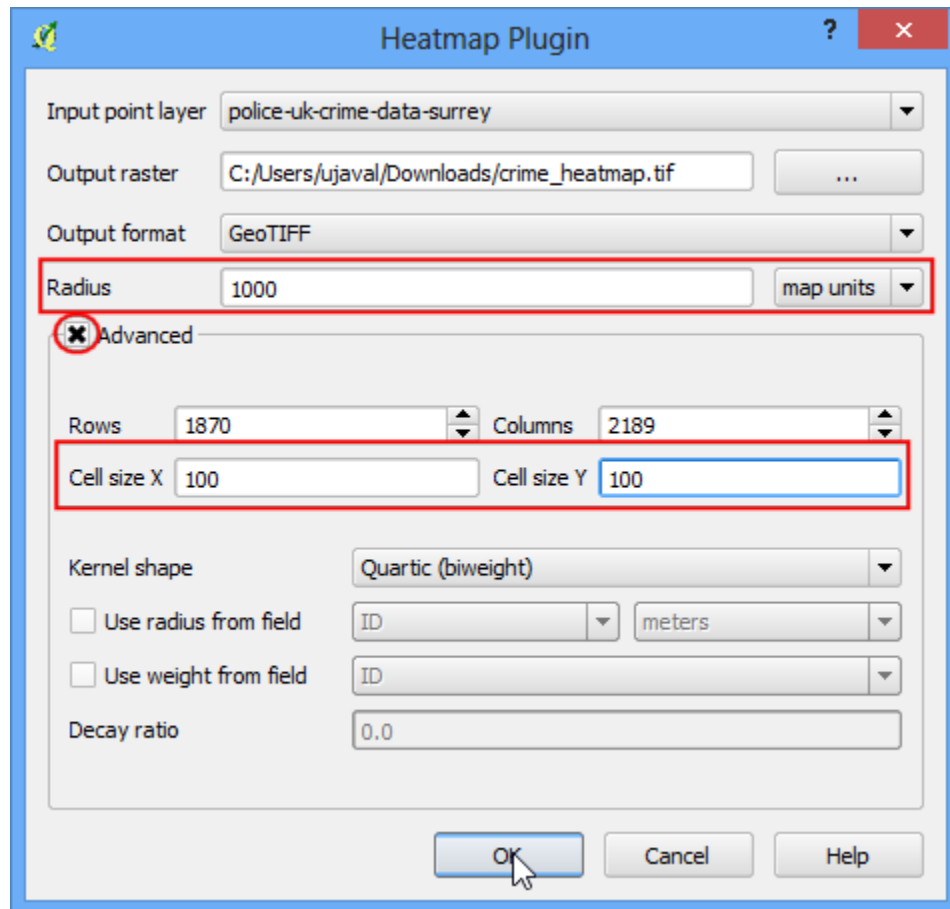 Heatmap Plugin ?
Input point layer police-uk-crime-data-surrey
Output raster C:/Users/ujaval/Downloads/crime_heatmap.tif ...
Output format GeoTIFF
Radius 1000 map units
Advanced
Rows 1870 Columns 2189
Cell size X 100 Cell size Y 100
Kernel shape Quartic (biweight)
Use radius from field ID meters
Use weight from field ID
Decay ratio 0.0
OK Cancel Help